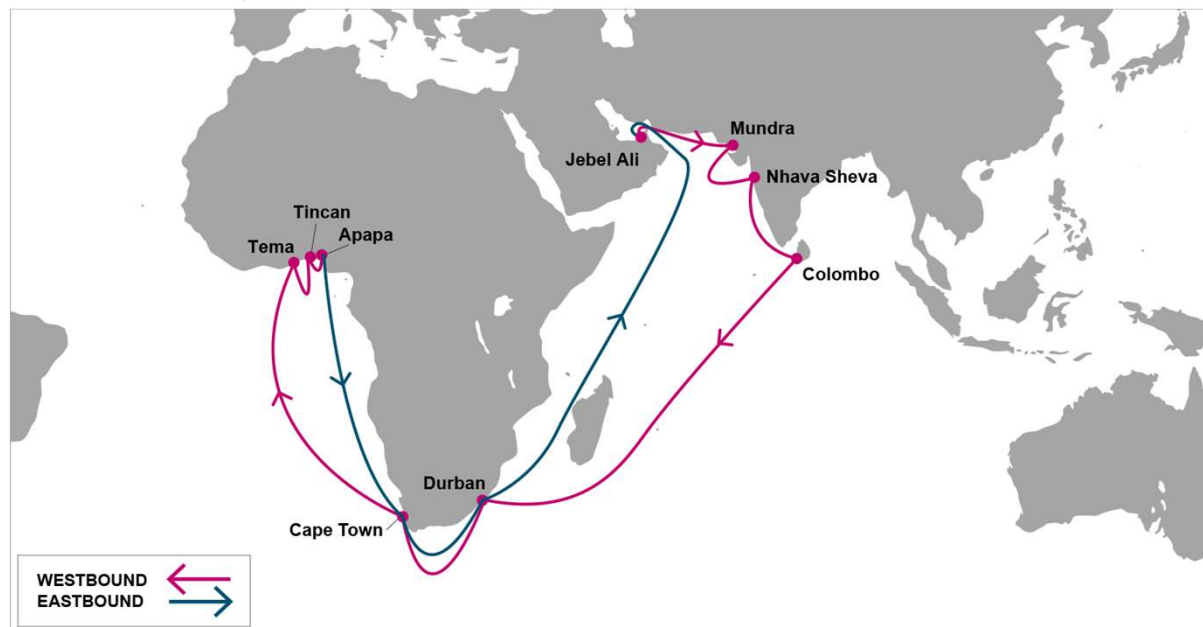 Mundra
Jebel Ali
Nhava Sheva
Tincan
Apapa
Tema
Colombo
Durban
Cape Town
WESTBOUND
EASTBOUND